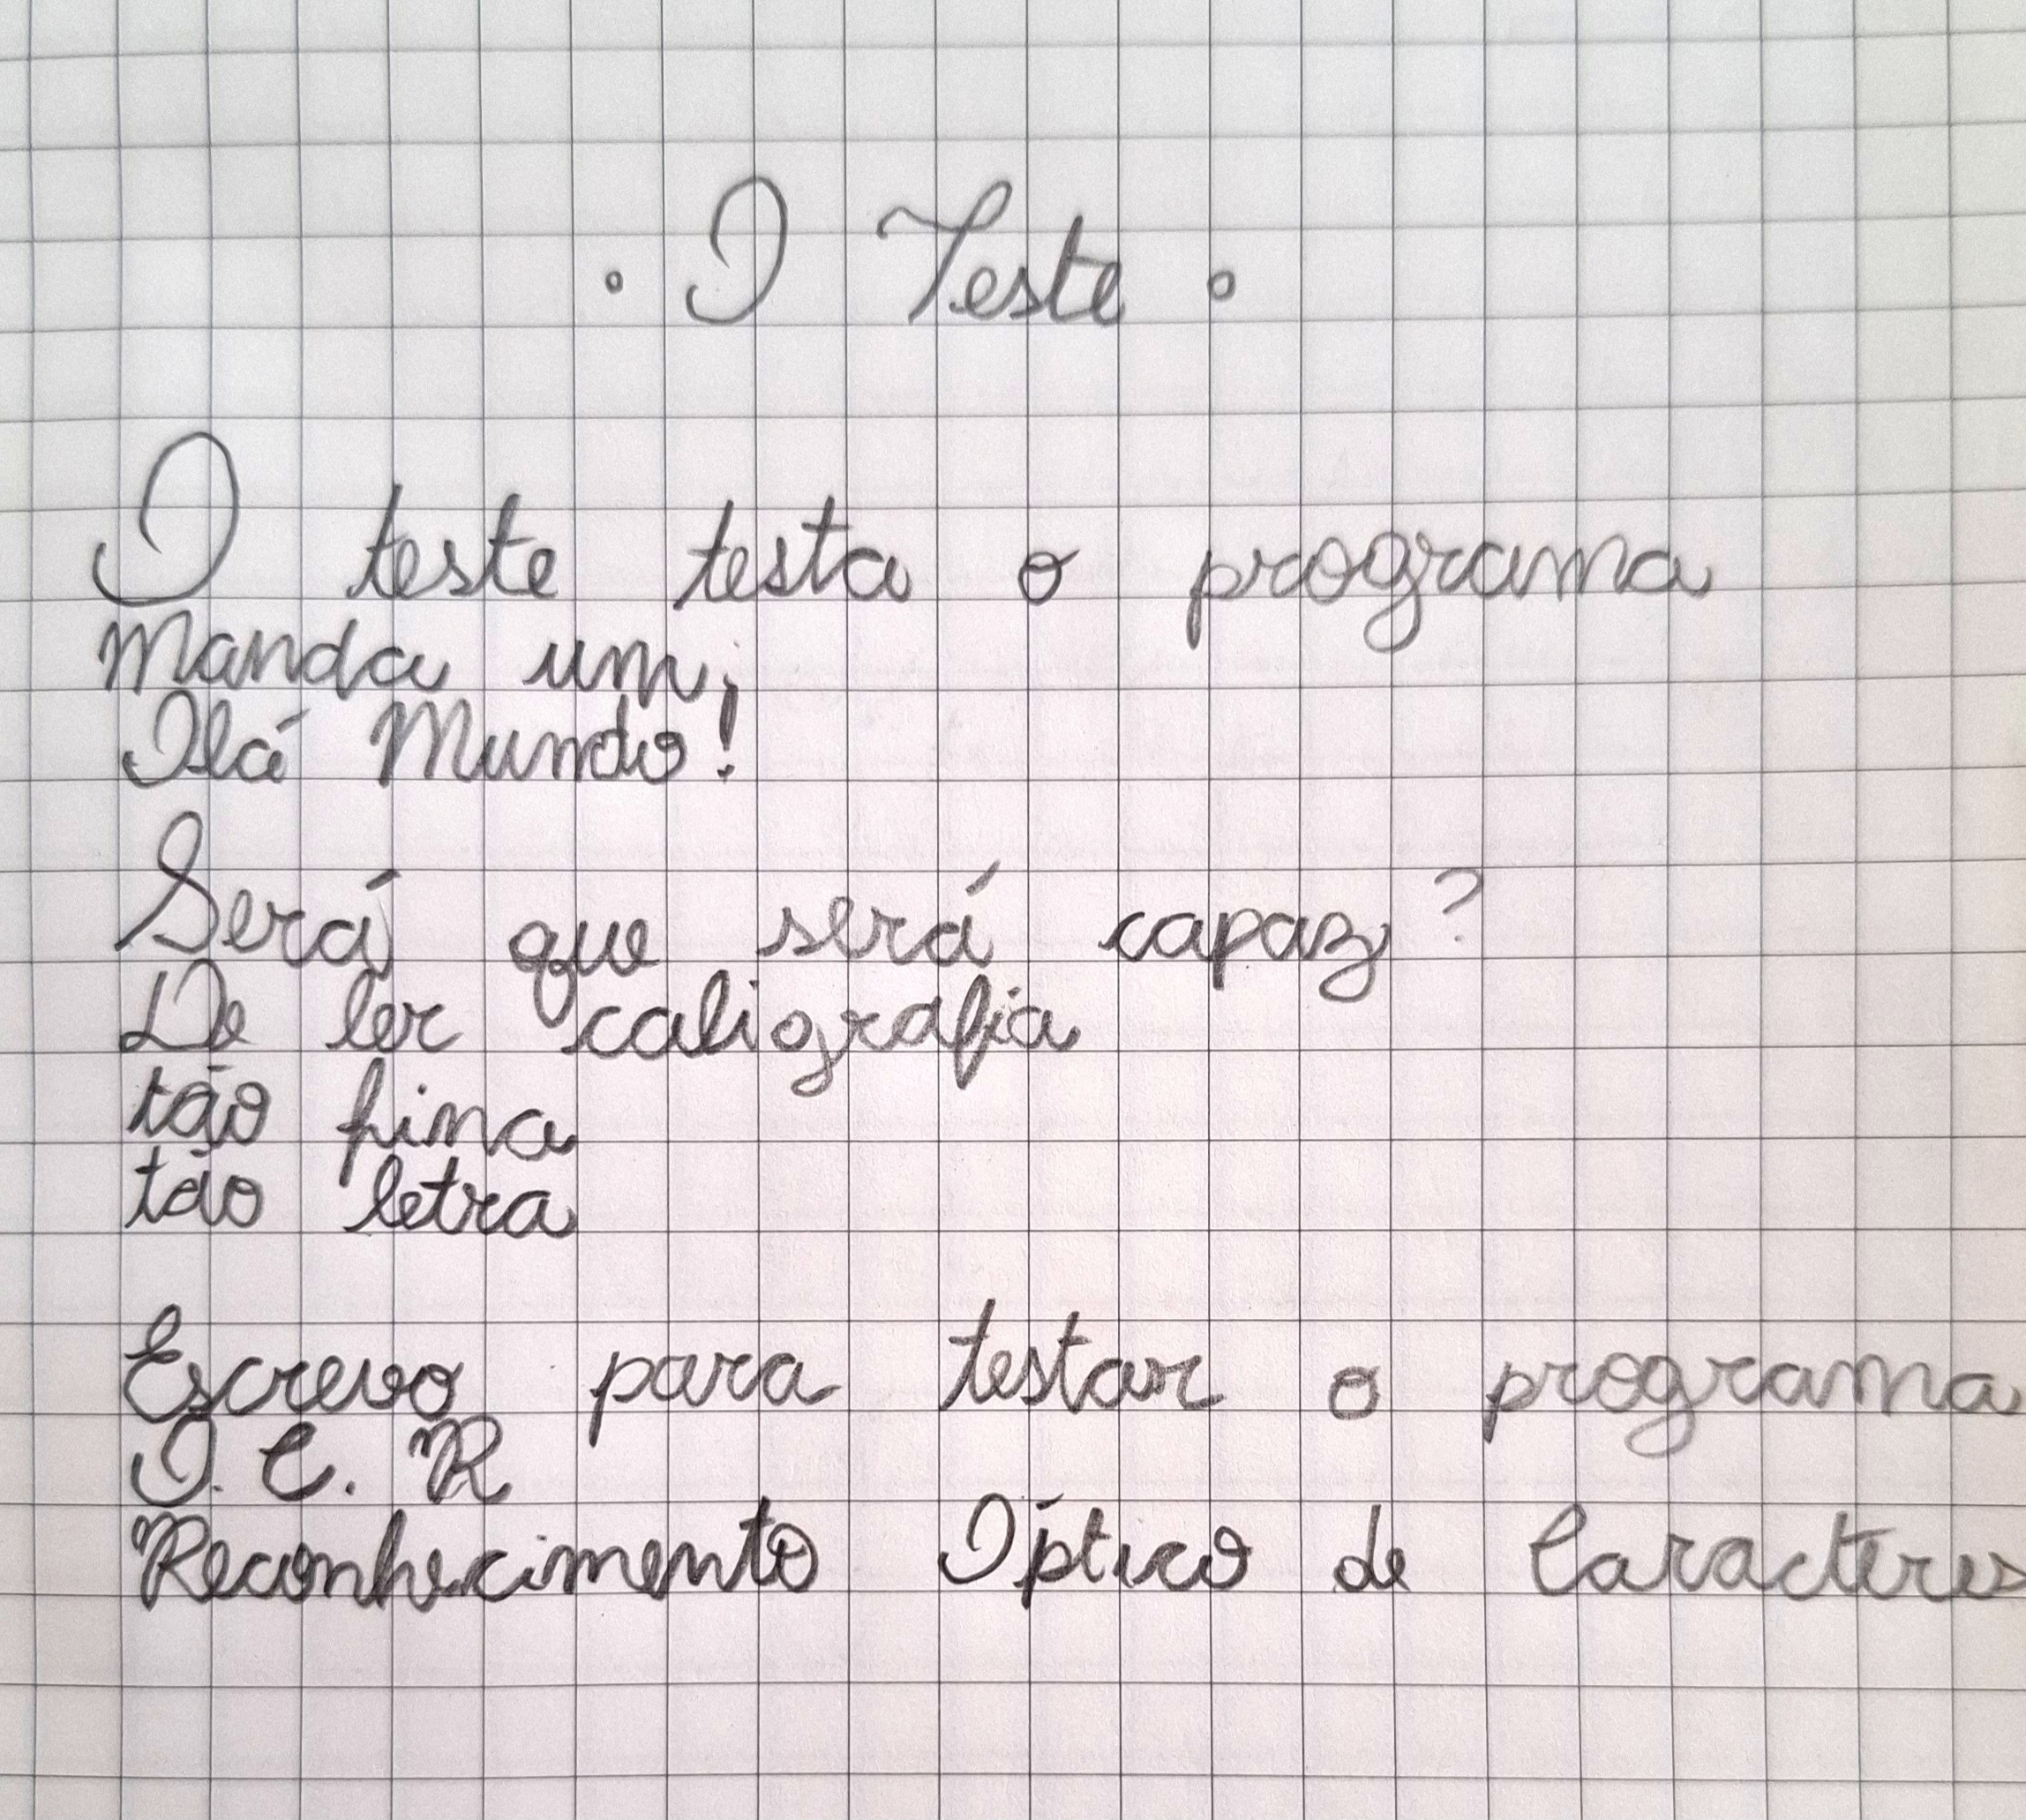 ° O Teste °
O teste testa o programa
Manda um,
Olá Mundo!
Será que será capaz?
De ler caligrafia
tão fina
tão letra
Escrevo para testar o programa
O. C. R
Reconhecimento Óptico de Caracteres